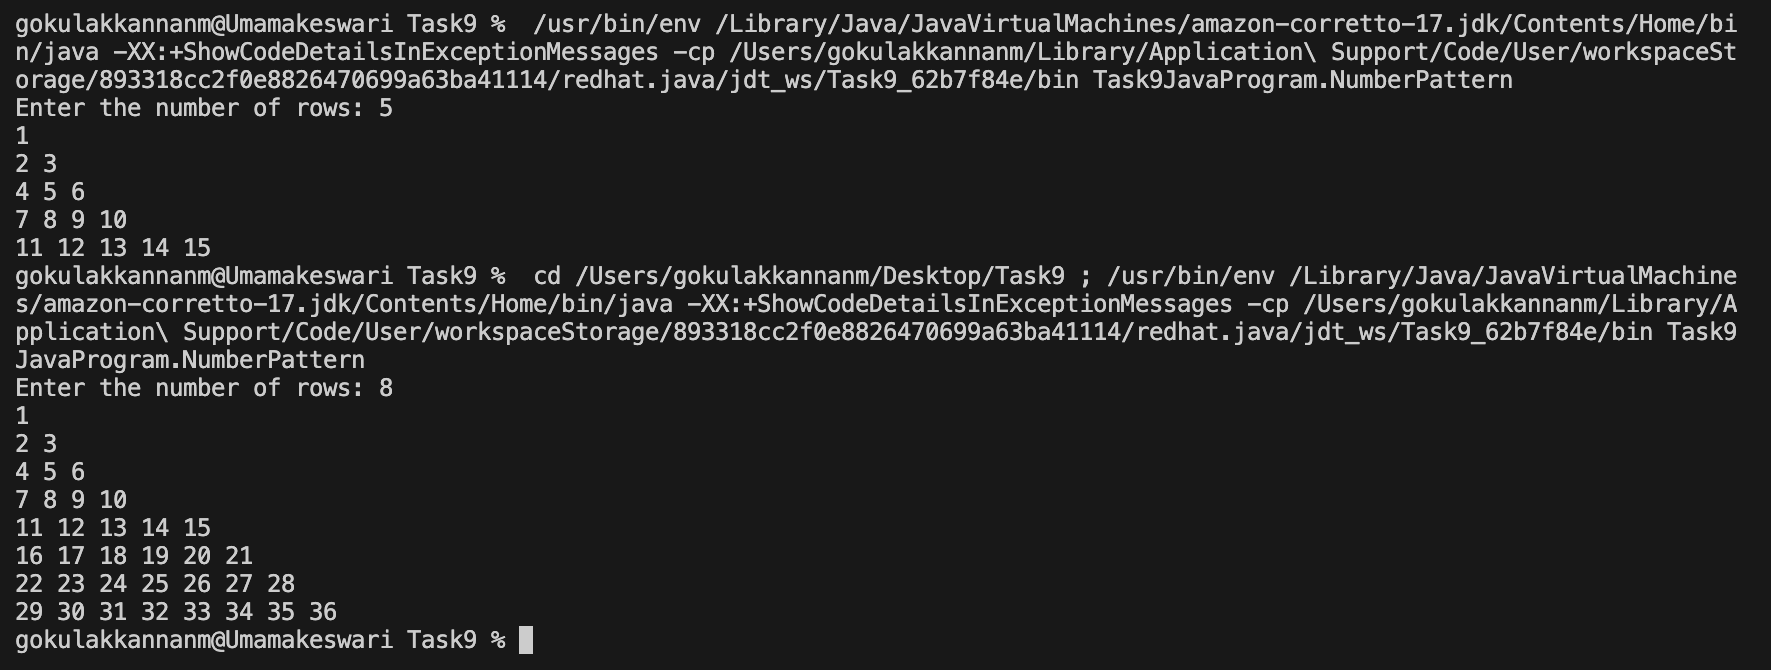 gokulakkannanm@Umamakeswari Task9 %  /usr/bin/env /Library/Java/JavaVirtualMachines/amazon-corretto-17.jdk/Contents/Home/bi
n/java -XX:+ShowCodeDetailsInExceptionMessages -cp /Users/gokulakkannanm/Library/Application\ Support/Code/User/workspaceSt
orage/893318cc2f0e8826470699a63ba41114/redhat.java/jdt_ws/Task9_62b7f84e/bin Task9JavaProgram.NumberPattern
Enter the number of rows: 5
1
2 3
4 5 6
7 8 9 10
11 12 13 14 15
gokulakkannanm@Umamakeswari Task9 %  cd /Users/gokulakkannanm/Desktop/Task9 ; /usr/bin/env /Library/Java/JavaVirtualMachine
s/amazon-corretto-17.jdk/Contents/Home/bin/java -XX:+ShowCodeDetailsInExceptionMessages -cp /Users/gokulakkannanm/Library/A
pplication\ Support/Code/User/workspaceStorage/893318cc2f0e8826470699a63ba41114/redhat.java/jdt_ws/Task9_62b7f84e/bin Task9
JavaProgram.NumberPattern
Enter the number of rows: 8
1
2 3
4 5 6
7 8 9 10
11 12 13 14 15
16 17 18 19 20 21
22 23 24 25 26 27 28
29 30 31 32 33 34 35 36
gokulakkannanm@Umamakeswari Task9 %